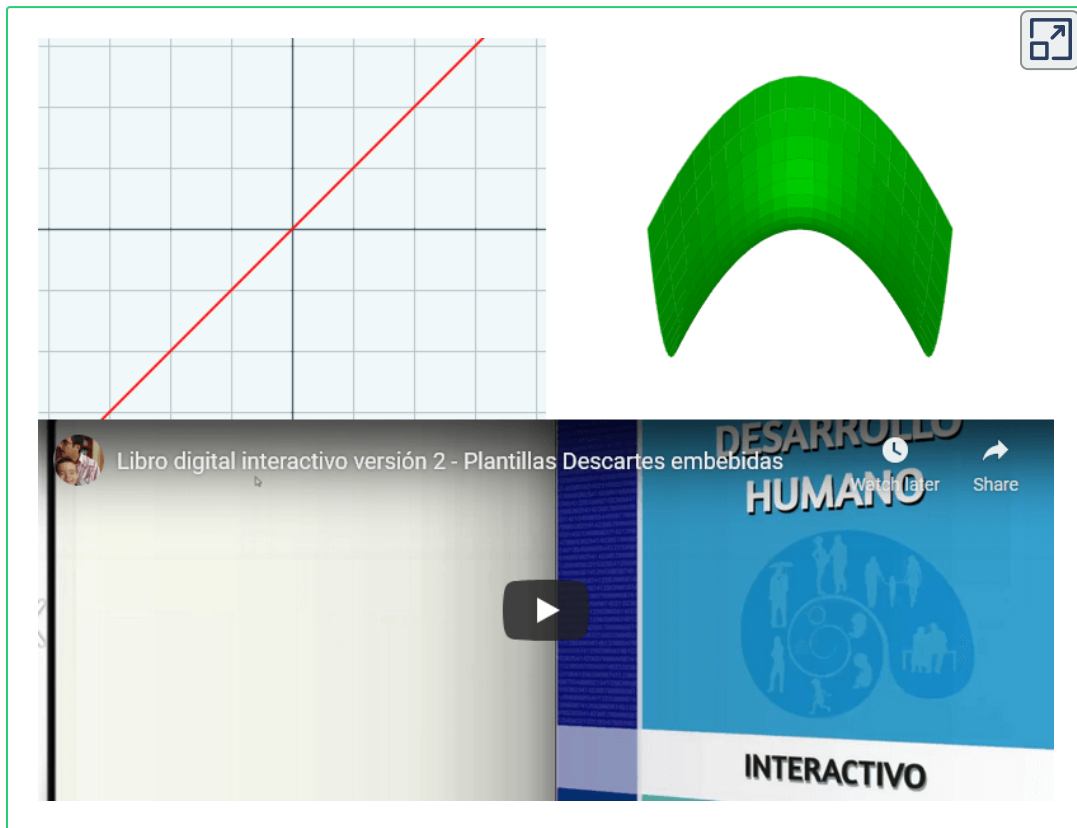 Libro digital interactivo versión 2 - Plantillas Descartes embebidas
Watch later
Share
DESARROLLO
HUMANO
INTERACTIVO